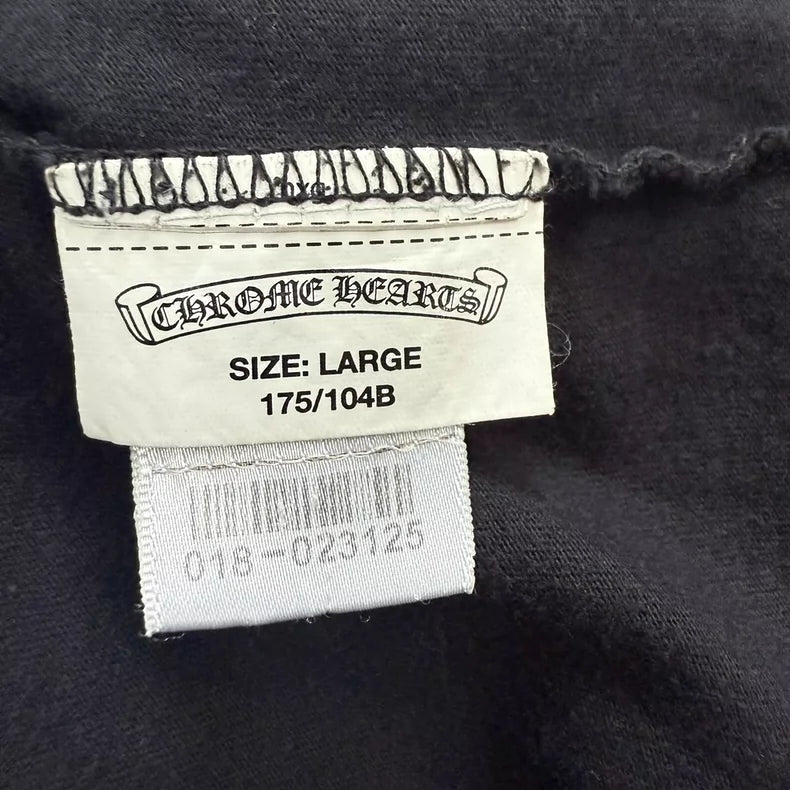 CHROME HEARTS
SIZE: LARGE
175/104B
018-023125